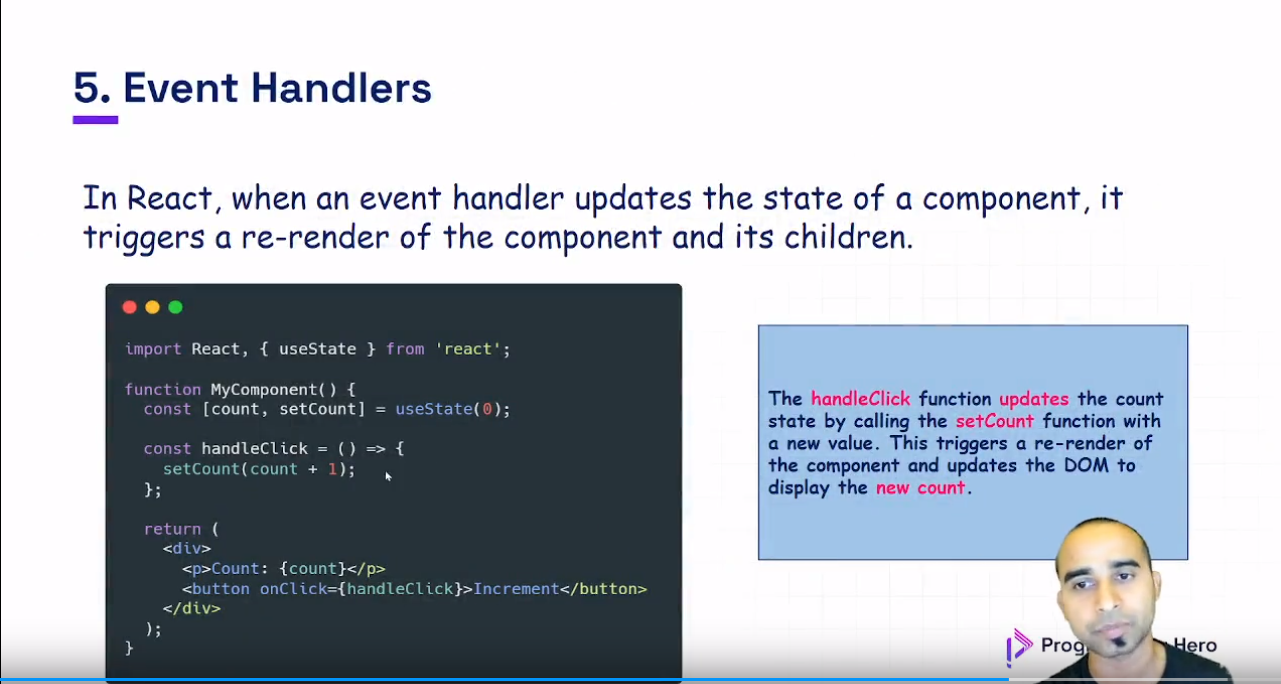 5. Event Handlers
In React, when an event handler updates the state of a component, it
triggers a re-render of the component and its children.
import React, { useState } from 'react';
function MyComponent() {
const [count, setCount] = useState(0);
const handleClick = () => {
setCount(count + 1);
};
return (
<div>
<p>Count: {count}</p>
<button onClick={handleClick}>Increment</button>
</div>
);
}
The handleClick function updates the count
state by calling the setCount function with
a new value. This triggers a re-render of
the component and updates the DOM to
display the new count.
Hero